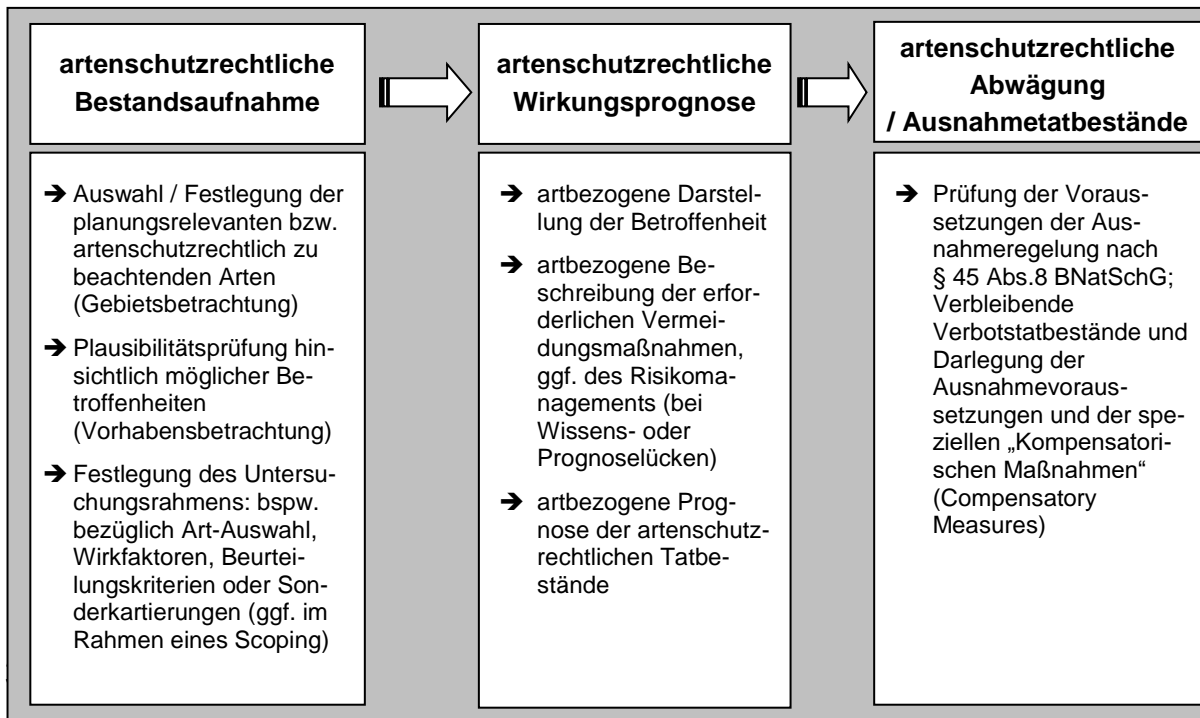 artenschutzrechtliche
Bestandsaufnahme
artenschutzrechtliche
Wirkungsprognose
artenschutzrechtliche
Abwägung
/ Ausnahmetatbestände
➔ Auswahl / Festlegung der
planungsrelevanten bzw.
artenschutzrechtlich zu
beachtenden Arten
(Gebietsbetrachtung)
➔ Plausibilitätsprüfung hin-
sichtlich möglicher Be-
troffenheiten
(Vorhabensbetrachtung)
➔ Festlegung des Untersu-
chungsrahmens: bspw.
bezüglich Art-Auswahl,
Wirkfaktoren, Beurtei-
lungskriterien oder Son-
derkartierungen (ggf. im
Rahmen eines Scoping)
➔ artbezogene Darstel-
lung der Betroffenheit
➔ artbezogene Be-
schreibung der erfor-
derlichen Vermei-
dungsmaßnahmen,
ggf. des Risikoma-
nagements (bei
Wissens- oder
Prognoselücken)
➔ artbezogene Prog-
nose der artenschutz-
rechtlichen Tatbe-
stände
➔ Prüfung der Voraus-
setzungen der Aus-
nahmeregelung nach
§ 45 Abs.8 BNatSchG;
Verbleibende
Verbotstatbestände und
Darlegung der
Ausnahmevoraus-
setzungen und der spe-
ziellen „Kompensatori-
schen Maßnahmen“
(Compensatory
Measures)